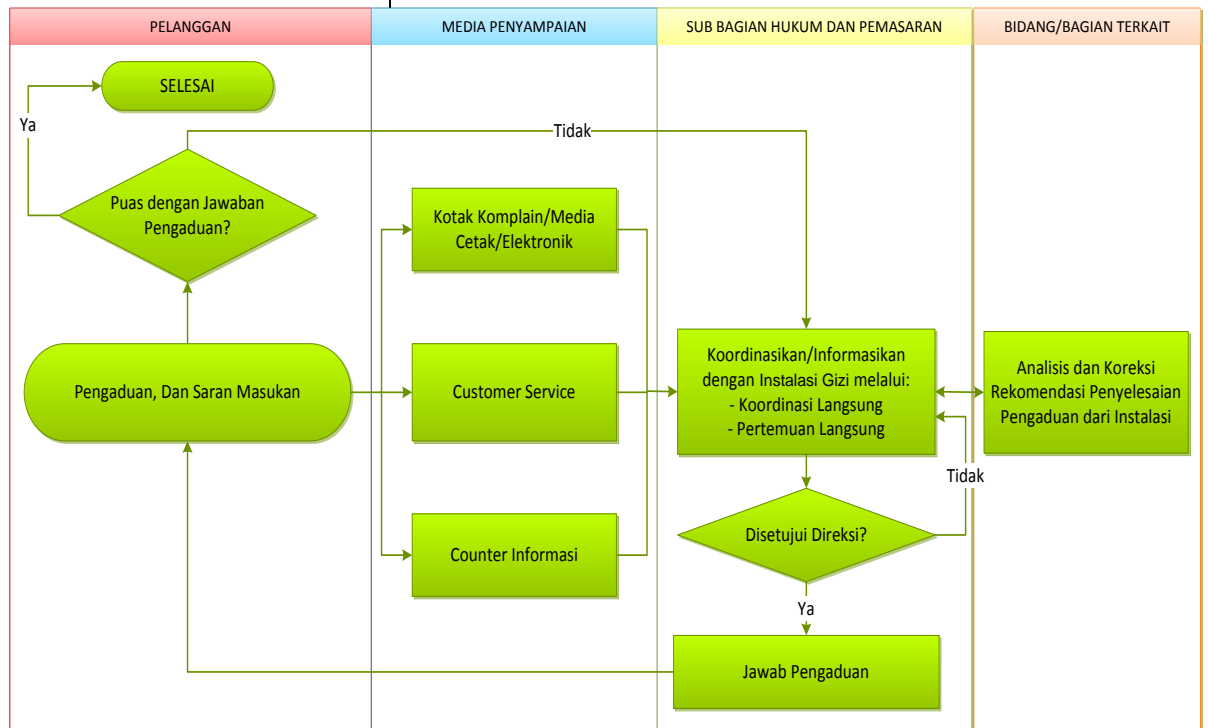 PELANGGAN
MEDIA PENYAMPAIAN
SUB BAGIAN HUKUM DAN PEMASARAN
BIDANG/BAGIAN TERKAIT
SELESAI
Ya
Tidak
Puas dengan Jawaban
Pengaduan?
Kotak Komplain/Media
Cetak/Elektronik
Pengaduan, Dan Saran Masukan
Customer Service
Koordinasikan/Informasikan
dengan Instalasi Gizi melalui:
- Koordinasi Langsung
- Pertemuan Langsung
Analisis dan Koreksi
Rekomendasi Penyelesaian
Pengaduan dari Instalasi
Tidak
Counter Informasi
Disetujui Direksi?
Ya
Jawab Pengaduan